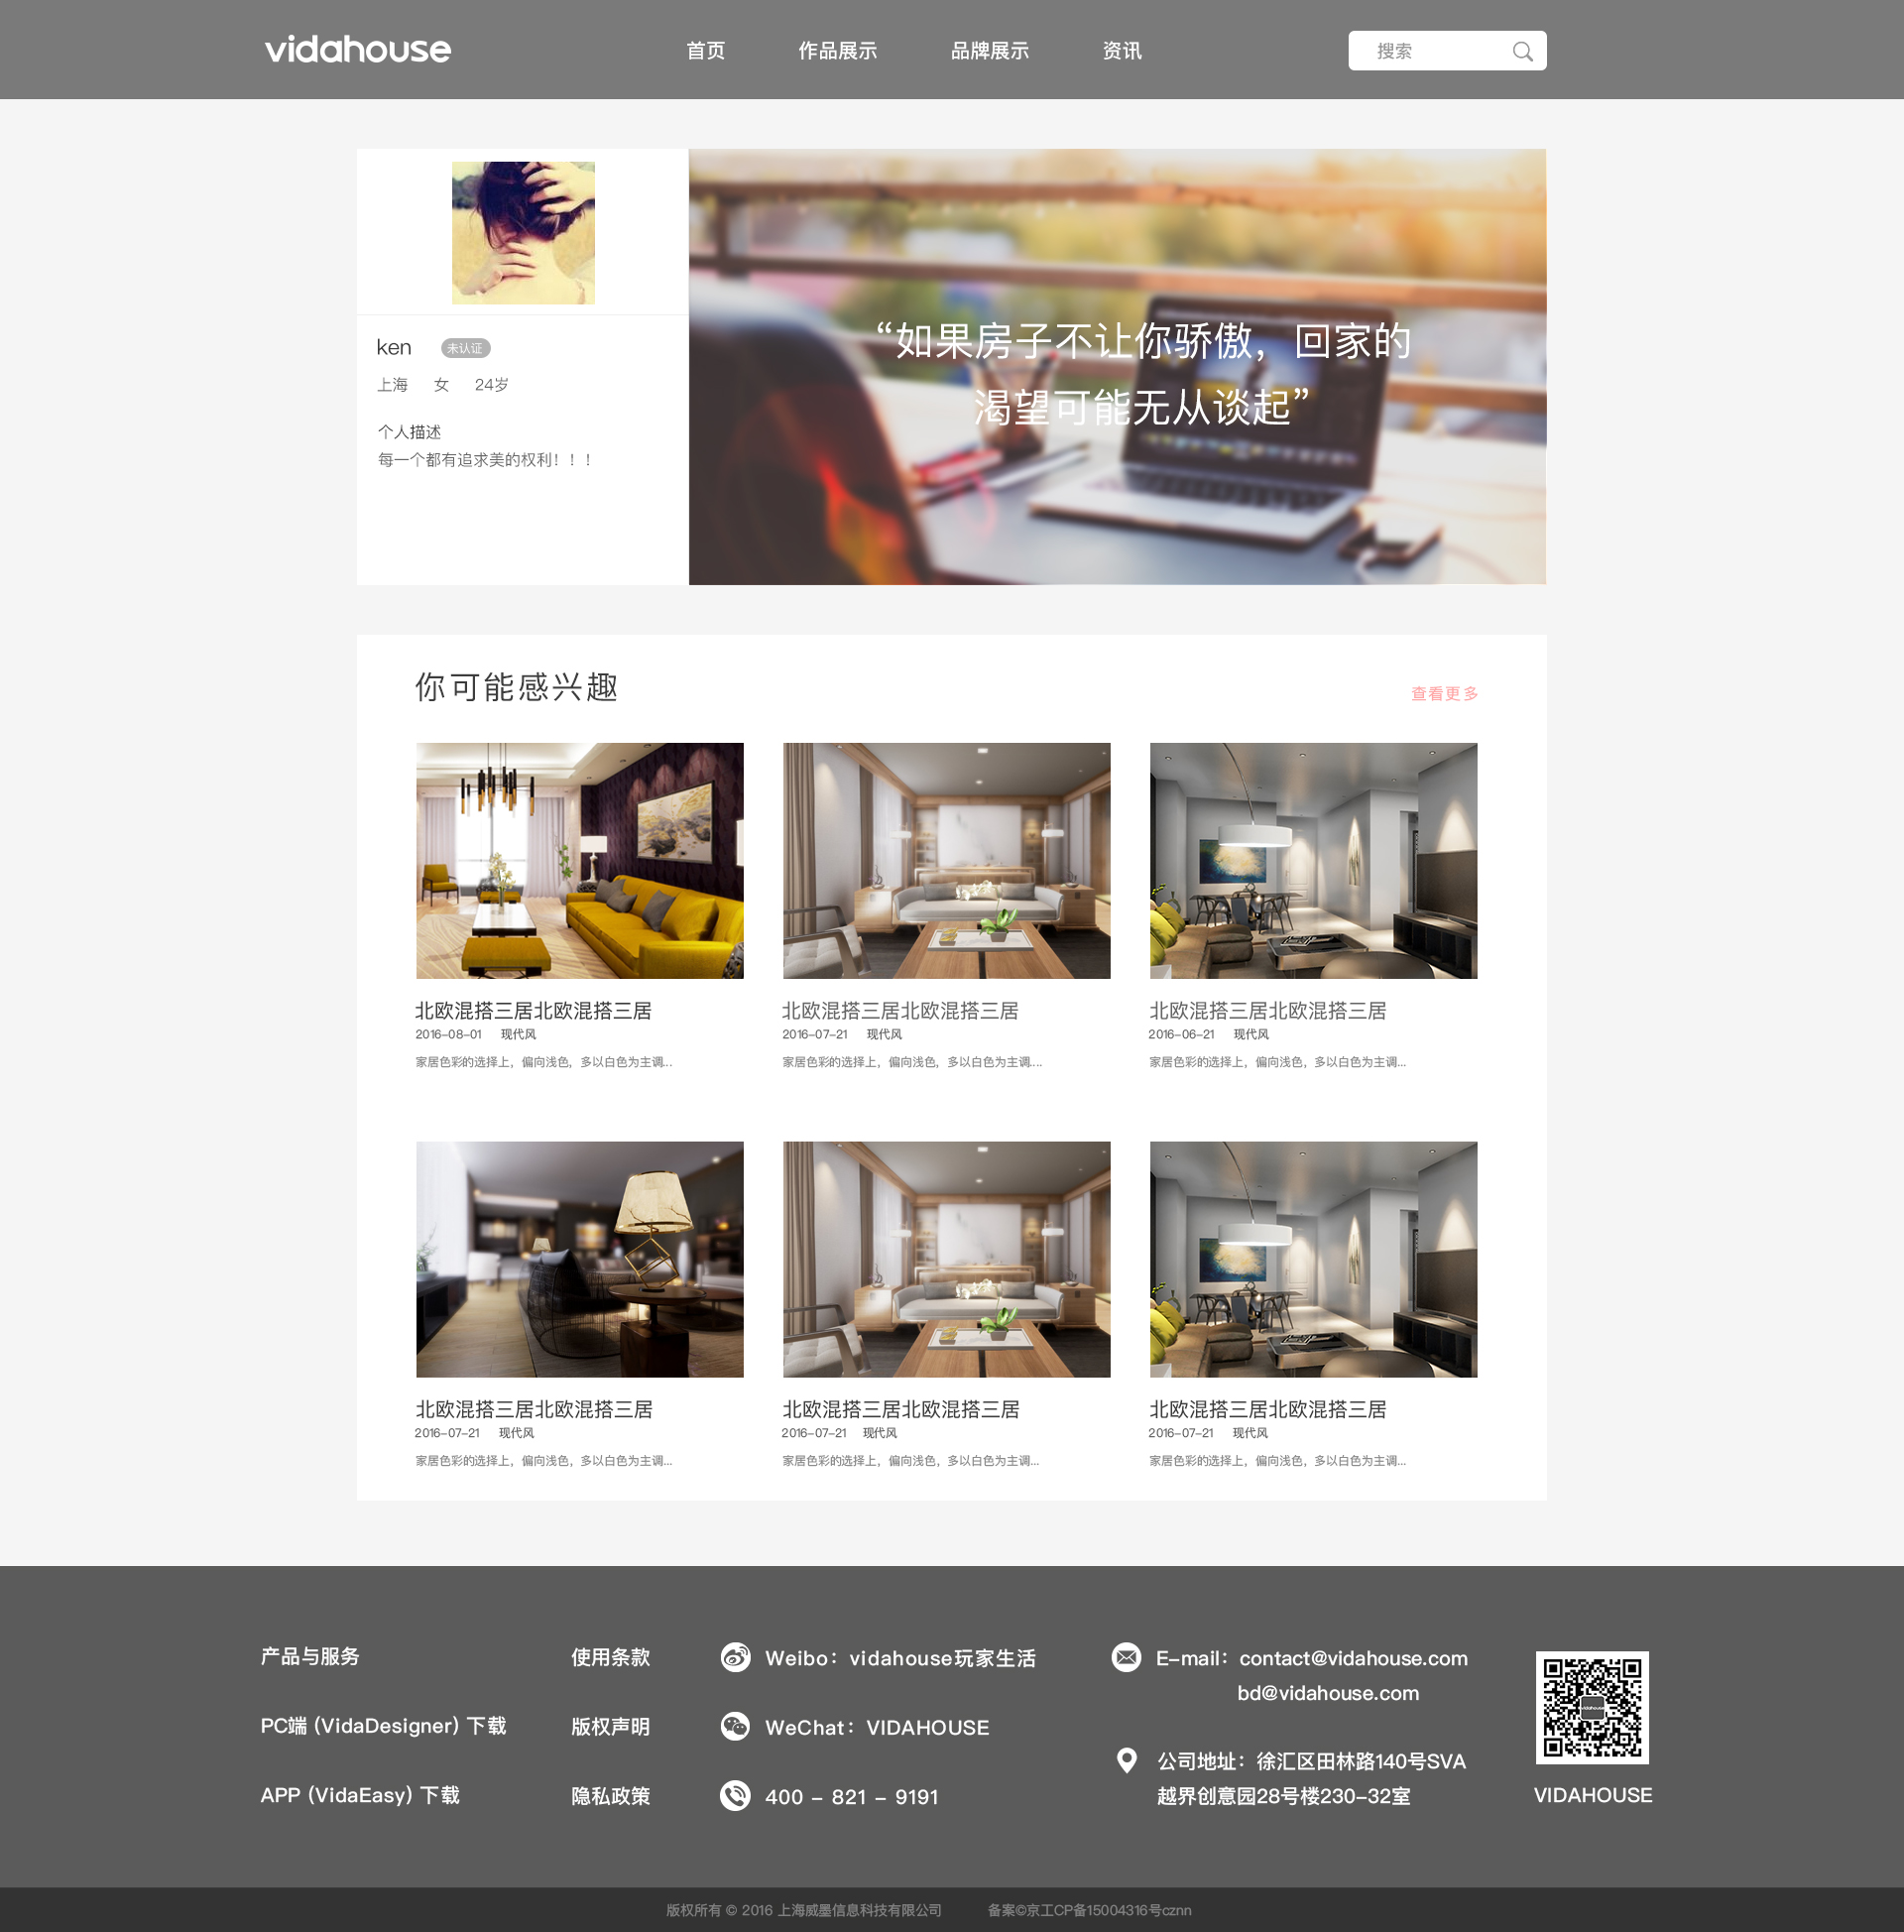 vidahouse
首页
作品展示
品牌展示
资讯
搜索
ken
未认证
上海 女 24岁
个人描述
每一个都有追求美的权利！！！
“如果房子不让你骄傲，回家的
渴望可能无从谈起”
你可能感兴趣
查看更多
北欧混搭三居北欧混搭三居
2016-08-01 现代风
家居色彩的选择上，偏向浅色，多以白色为主调...
北欧混搭三居北欧混搭三居
2016-07-21 现代风
家居色彩的选择上，偏向浅色，多以白色为主调....
北欧混搭三居北欧混搭三居
2016-06-21 现代风
家居色彩的选择上，偏向浅色，多以白色为主调...
北欧混搭三居北欧混搭三居
2016-07-21 现代风
家居色彩的选择上，偏向浅色，多以白色为主调...
北欧混搭三居北欧混搭三居
2016-07-21 现代风
家居色彩的选择上，偏向浅色，多以白色为主调...
北欧混搭三居北欧混搭三居
2016-07-21 现代风
家居色彩的选择上，偏向浅色，多以白色为主调...
产品与服务
PC端 (VidaDesigner) 下载
APP (VidaEasy) 下载
使用条款
版权声明
隐私政策
Weibo：vidahouse玩家生活
WeChat：VIDAHOUSE
400 - 821 - 9191
E-mail：contact@vidahouse.com
bd@vidahouse.com
公司地址：徐汇区田林路140号SVA
越界创意园28号楼230-32室
vidahouse
VIDAHOUSE
版权所有 © 2016 上海威墨信息科技有限公司
备案©京工CP备15004316号cznn